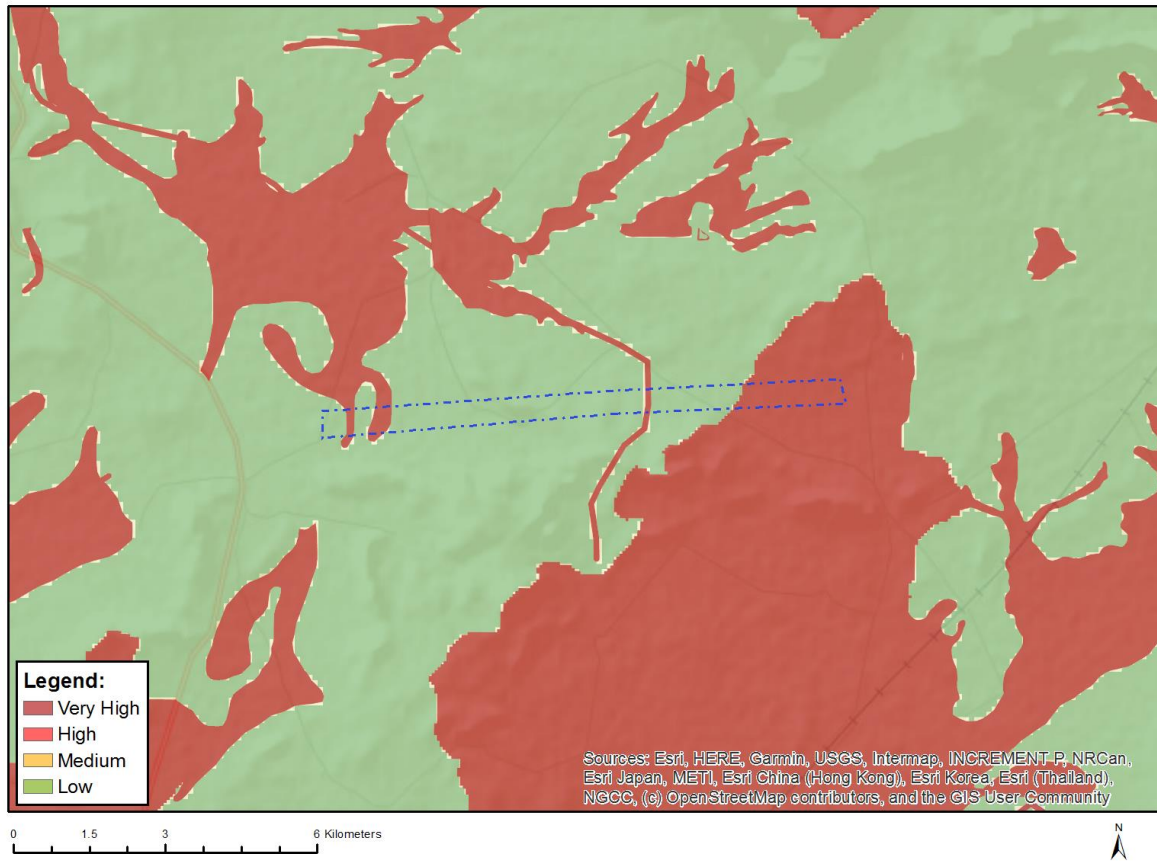 Legend:
Very High
High
Medium
Low
Sources: Esri, HERE, Garmin, USGS, Intermap, INCREMENT P, NRCan,
Esri Japan, METI, Esri China (Hong Kong), Esri Korea, Esri (Thailand),
NGCC, (c) OpenStreetMap contributors, and the GIS User Community
0 1.5 3 6 Kilometers
N